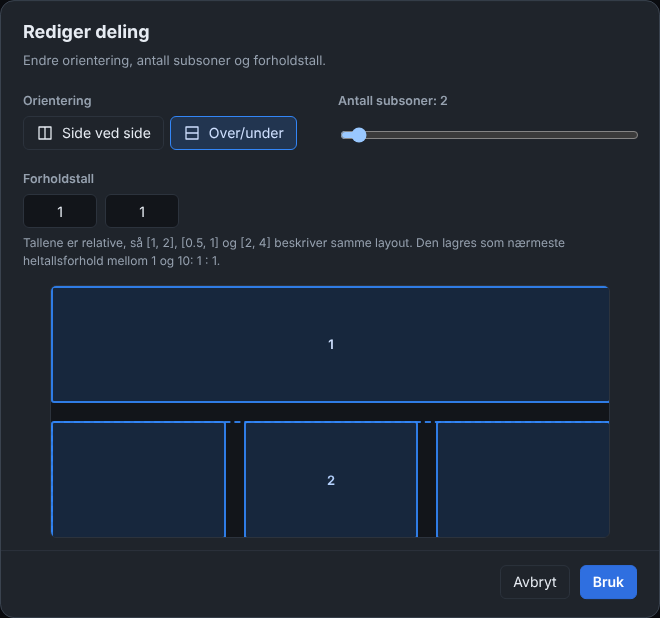 Rediger deling
Endre orientering, antall subsoner og forholdstall.
Orientering
Antall subsoner: 2
Side ved side
Over/under
Forholdstall
1
1
Tallene er relative, så [1, 2], [0.5, 1] og [2, 4] beskriver samme layout. Den lagres som nærmeste
heltallsforhold mellom 1 og 10: 1 : 1.
1
2
Avbryt
Bruk